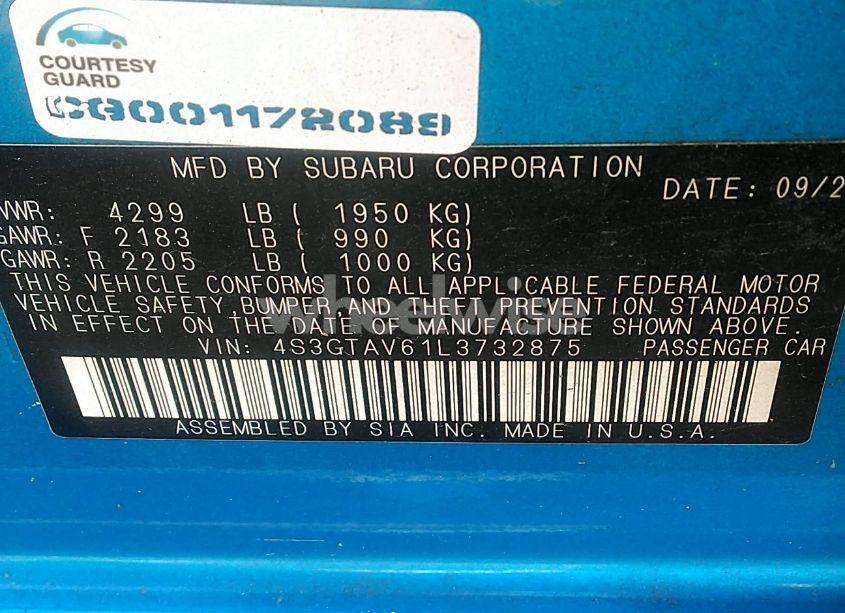 COURTESY
GUARD
CG001172089
MFD BY SUBARU CORPORATION
DATE: 09/2
VWR: 4299 LB ( 1950 KG)
GAWR: F 2183 LB ( 990 KG)
GAWR: R 2205 LB ( 1000 KG)
THIS VEHICLE CONFORMS TO ALL APPLICABLE FEDERAL MOTOR
VEHICLE SAFETY,BUMPER,AND THEFT PREVENTION STANDARDS
IN EFFECT ON THE DATE OF MANUFACTURE SHOWN ABOVE.
wheelwise
VIN: 4S3GTAV61L3732875 PASSENGER CAR
ASSEMBLED BY SIA INC. MADE IN U.S.A.